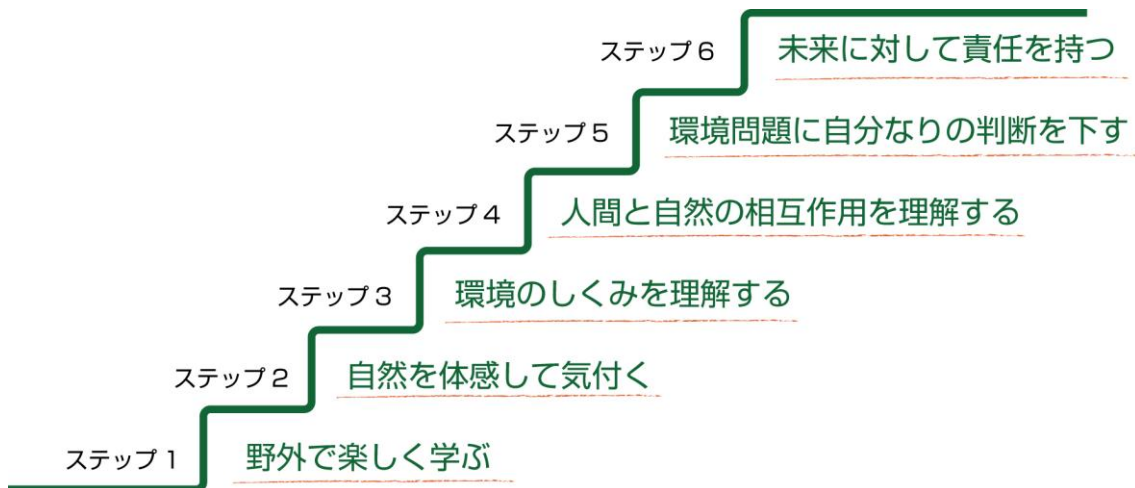 ステップ 6 未来に対して責任を持つ
ステップ 5 環境問題に自分なりの判断を下す
ステップ 4 人間と自然の相互作用を理解する
ステップ 3 環境のしくみを理解する
ステップ 2 自然を体感して気付く
ステップ 1 野外で楽しく学ぶ